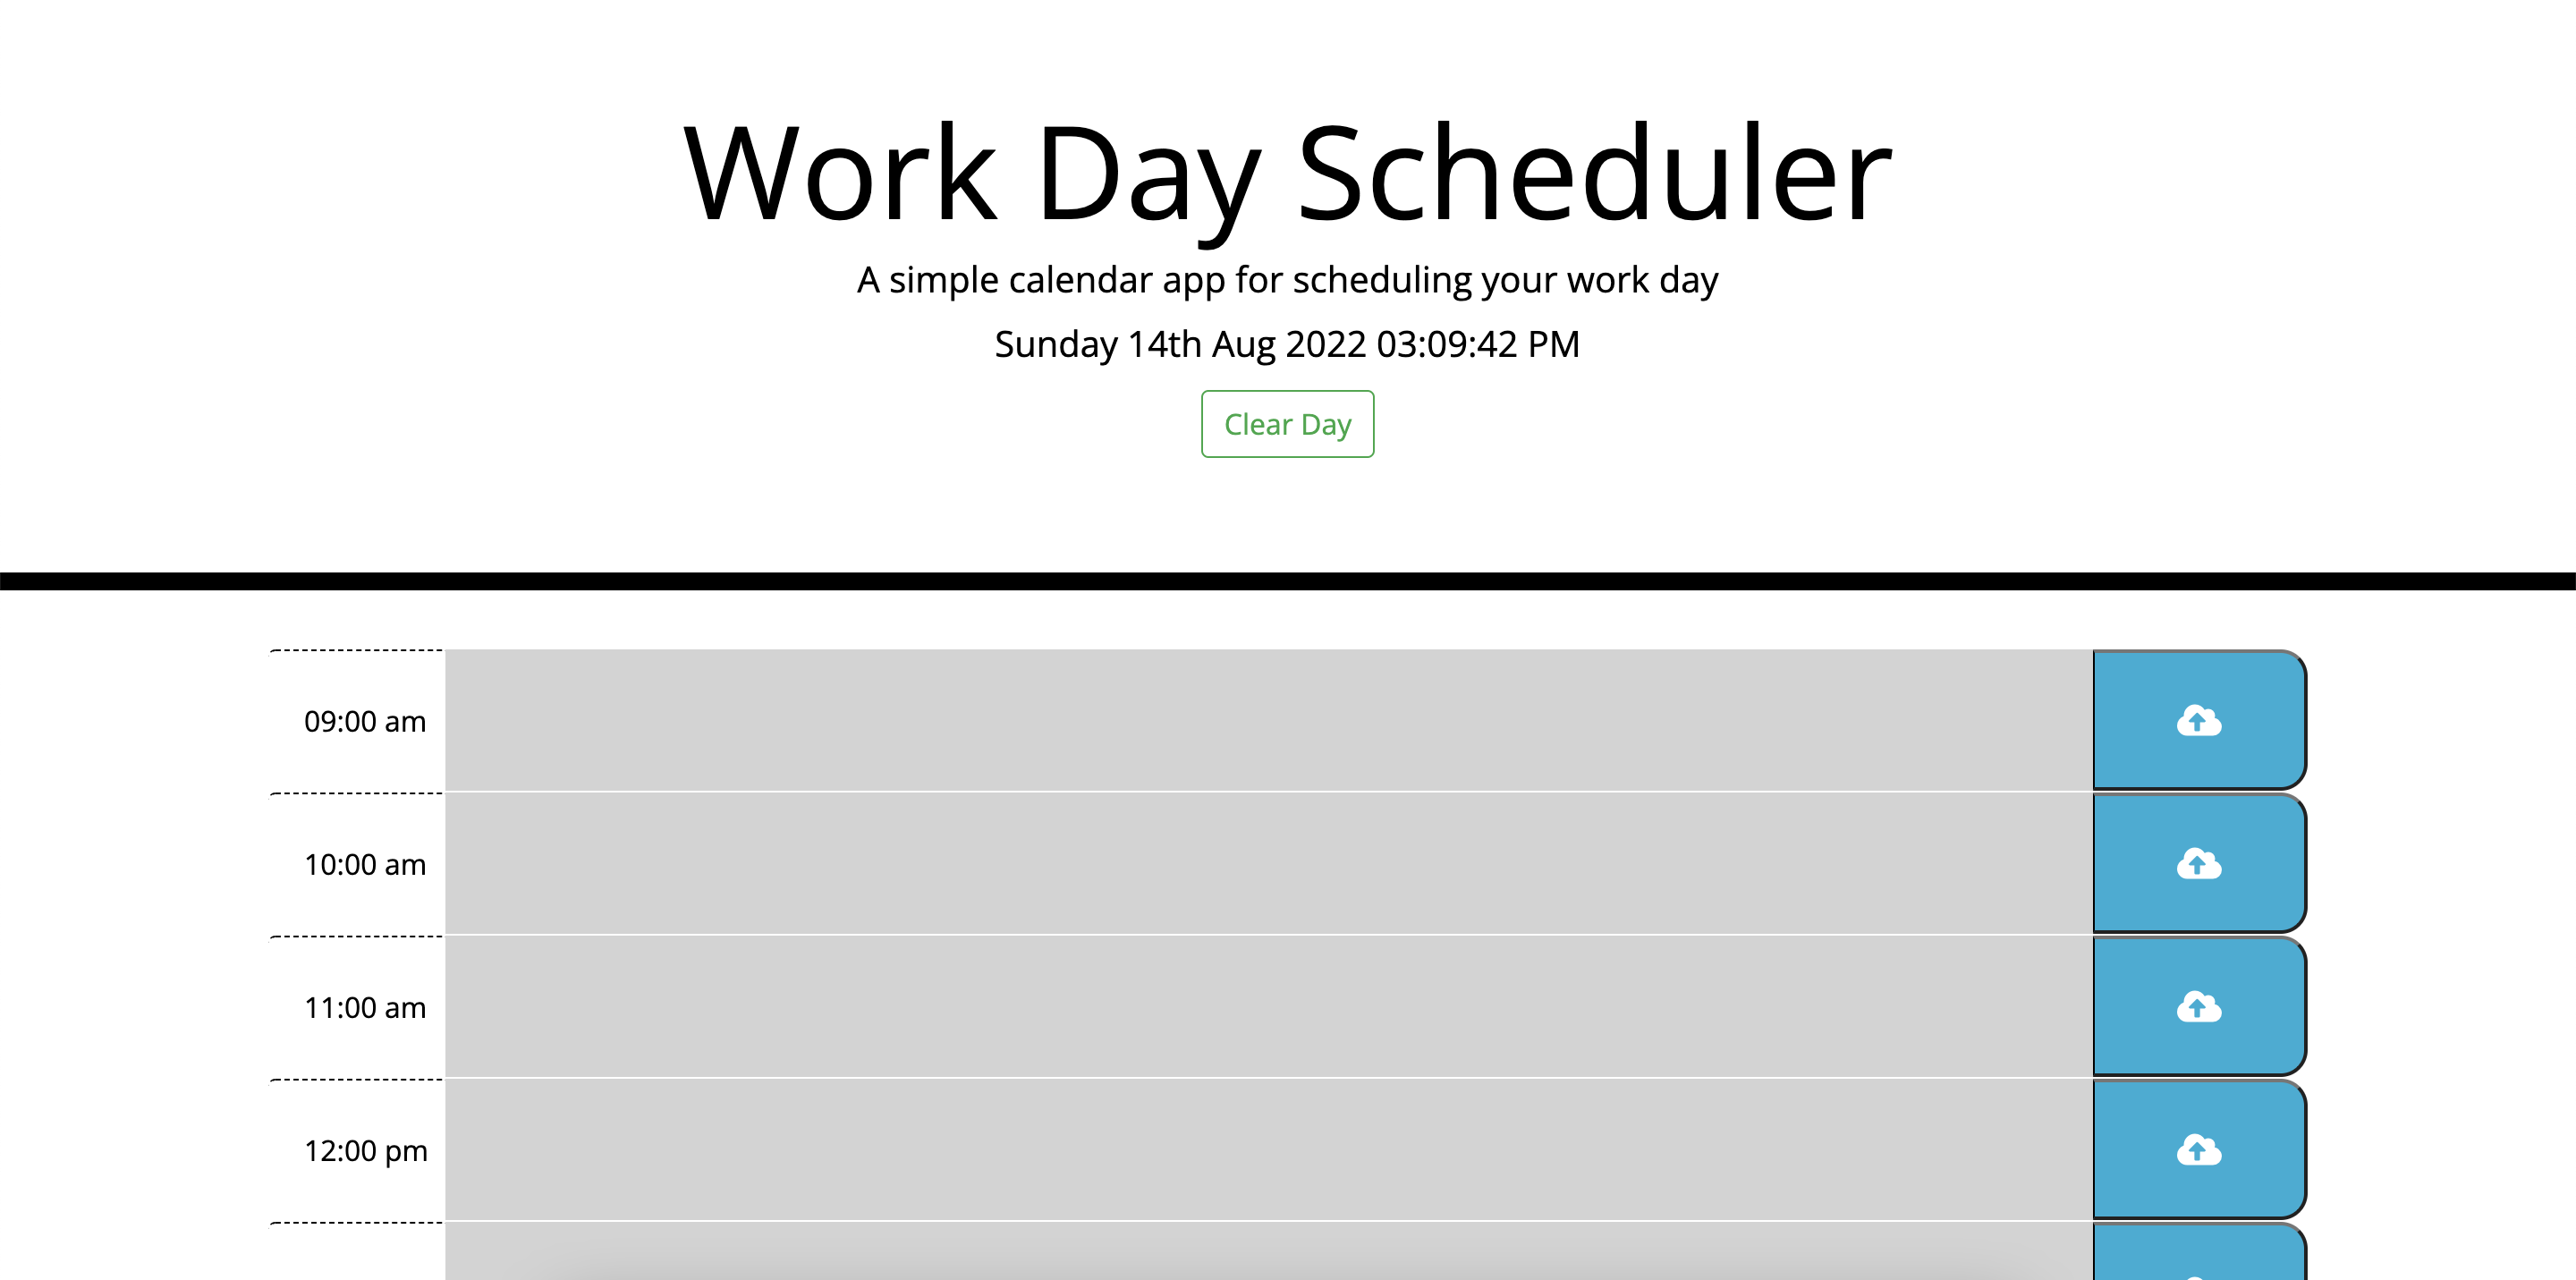 Work Day Scheduler
A simple calendar app for scheduling your work day
Sunday 14th Aug 2022 03:09:42 PM
Clear Day
09:00 am
10:00 am
11:00 am
12:00 pm